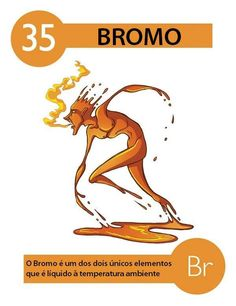 35
BROMO
O Bromo é um dos dois únicos elementos
que é líquido à temperatura ambiente
Br